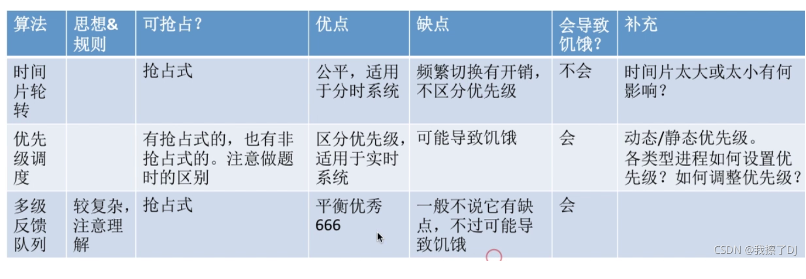 算法
思想&
规则
可抢占？
优点
缺点
会导致
饥饿？
补充
时间
片轮
转
抢占式
公平，适用
于分时系统
频繁切换有开销，
不区分优先级
不会
时间片太大或太小有何
影响？
优先
级调
度
有抢占式的，也有非
抢占式的。注意做题
时的区别
区分优先级，
适用于实时
系统
可能导致饥饿
会
动态/静态优先级。
各类型进程如何设置优
先级？如何调整优先级？
多级
反馈
队列
较复杂，
注意理
解
抢占式
平衡优秀
666
一般不说它有缺
点，不过可能导
致饥饿
会
CSDN @我擦了DJ